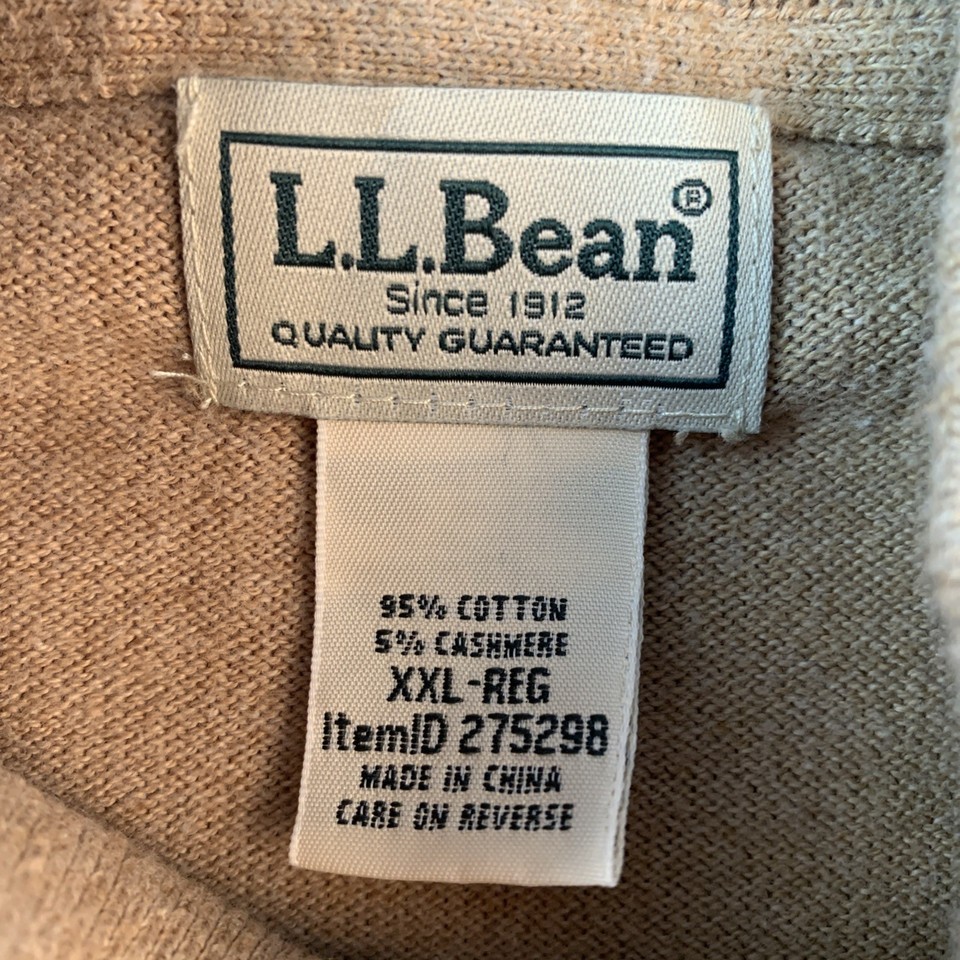 L.L.Bean®
Since 1912
QUALITY GUARANTEED
95% COTTON
5% CASHMERE
XXL-REG
ItemID 275298
MADE IN CHINA
CARE ON REVERSE